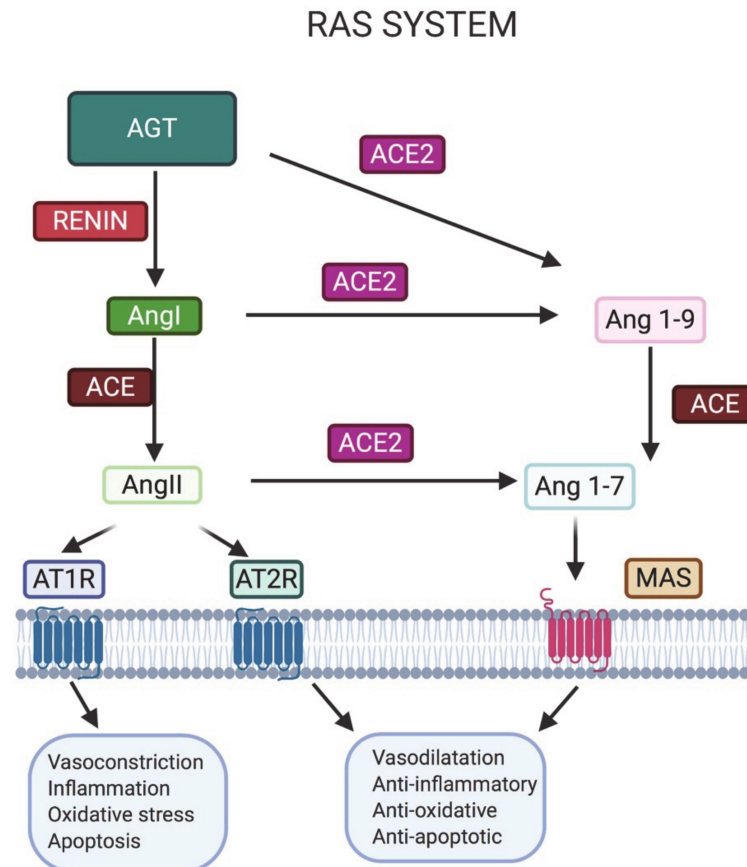 RAS SYSTEM
AGT
ACE2
RENIN
ACE2
AngI
Ang 1-9
ACE
ACE
ACE2
AngII
Ang 1-7
AT1R
AT2R
MAS
Vasoconstriction
Inflammation
Oxidative stress
Apoptosis
Vasodilatation
Anti-inflammatory
Anti-oxidative
Anti-apoptotic